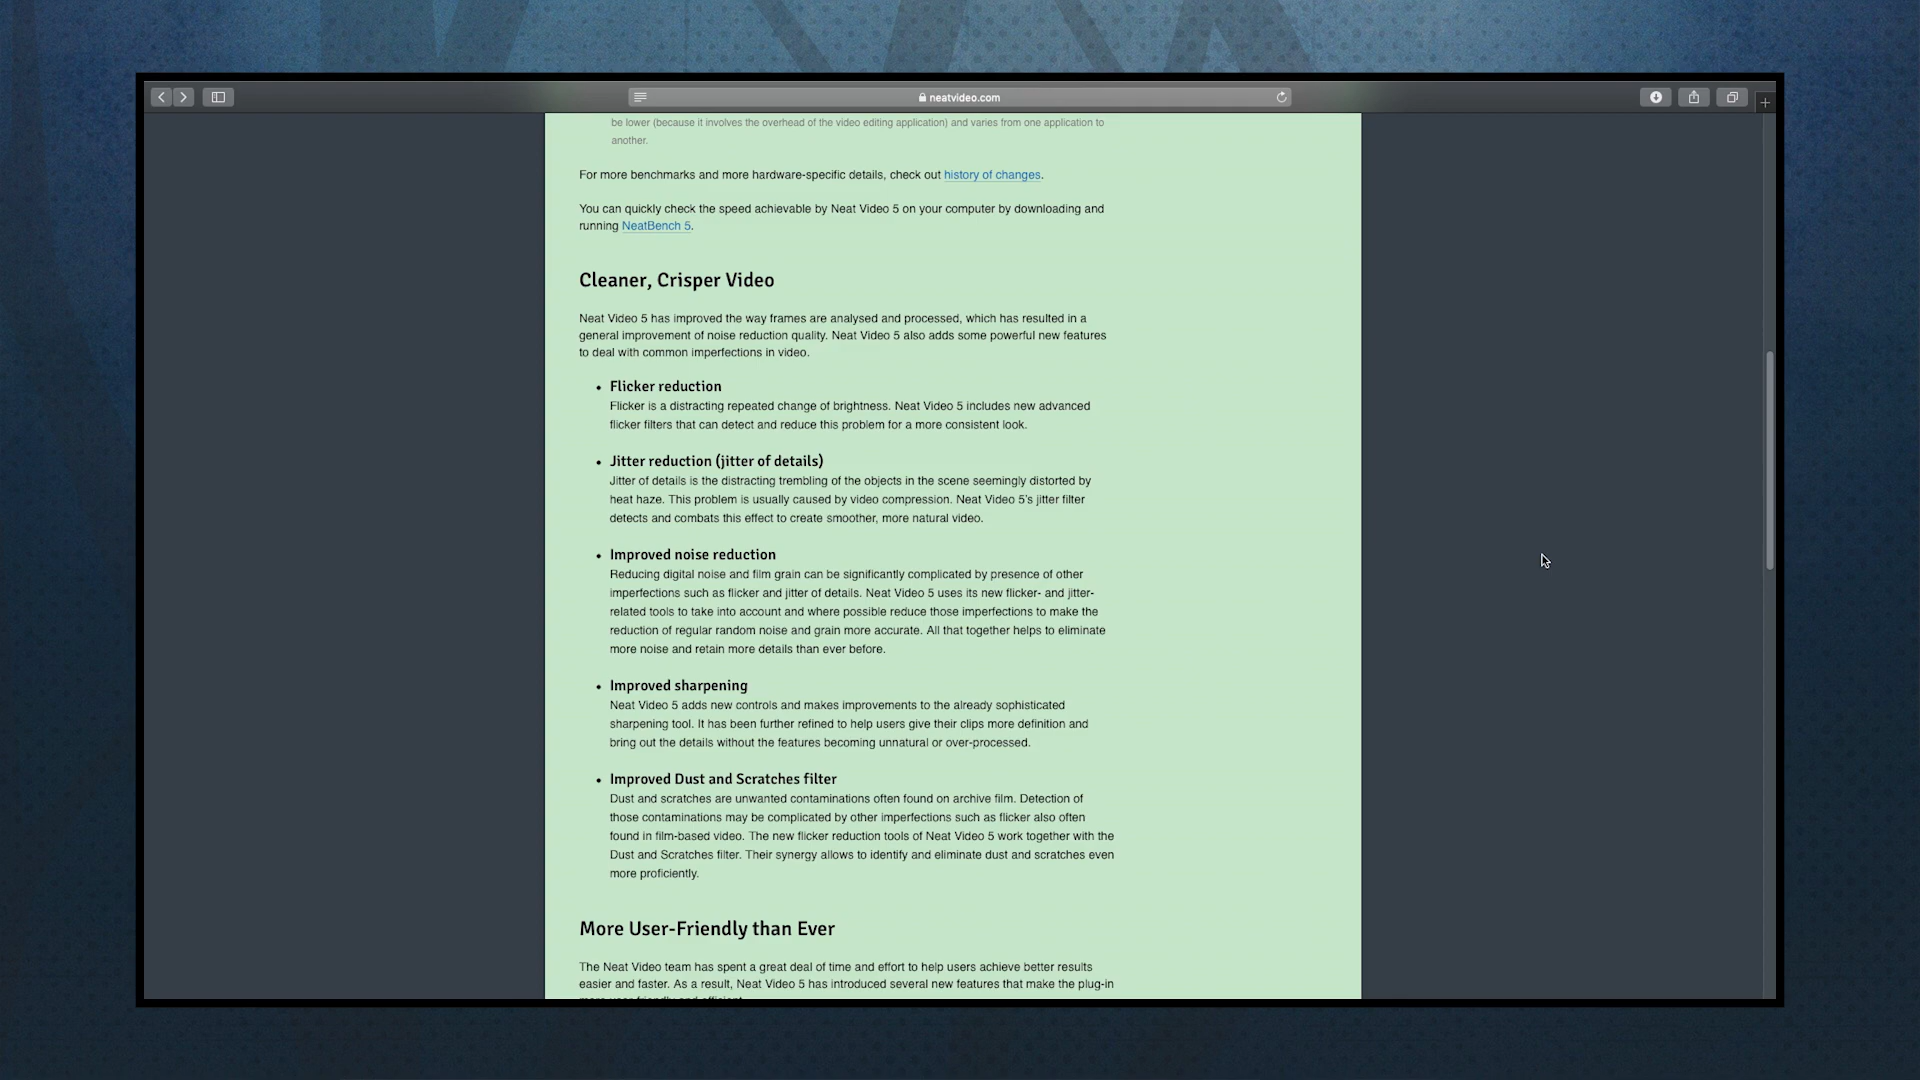 neatvideo.com
be lower (because it involves the overhead of the video editing application) and varies from one application to
another.
For more benchmarks and more hardware-specific details, check out history of changes.
You can quickly check the speed achievable by Neat Video 5 on your computer by downloading and
running NeatBench 5.
Cleaner, Crisper Video
Neat Video 5 has improved the way frames are analysed and processed, which has resulted in a
general improvement of noise reduction quality. Neat Video 5 also adds some powerful new features
to deal with common imperfections in video.
• Flicker reduction
Flicker is a distracting repeated change of brightness. Neat Video 5 includes new advanced
flicker filters that can detect and reduce this problem for a more consistent look.
• Jitter reduction (jitter of details)
Jitter of details is the distracting trembling of the objects in the scene seemingly distorted by
heat haze. This problem is usually caused by video compression. Neat Video 5's jitter filter
detects and combats this effect to create smoother, more natural video.
• Improved noise reduction
Reducing digital noise and film grain can be significantly complicated by presence of other
imperfections such as flicker and jitter of details. Neat Video 5 uses its new flicker- and jitter-
related tools to take into account and where possible reduce those imperfections to make the
reduction of regular random noise and grain more accurate. All that together helps to eliminate
more noise and retain more details than ever before.
• Improved sharpening
Neat Video 5 adds new controls and makes improvements to the already sophisticated
sharpening tool. It has been further refined to help users give their clips more definition and
bring out the details without the features becoming unnatural or over-processed.
• Improved Dust and Scratches filter
Dust and scratches are unwanted contaminations often found on archive film. Detection of
those contaminations may be complicated by other imperfections such as flicker also often
found in film-based video. The new flicker reduction tools of Neat Video 5 work together with the
Dust and Scratches filter. Their synergy allows to identify and eliminate dust and scratches even
more proficiently.
More User-Friendly than Ever
The Neat Video team has spent a great deal of time and effort to help users achieve better results
easier and faster. As a result, Neat Video 5 has introduced several new features that make the plug-in